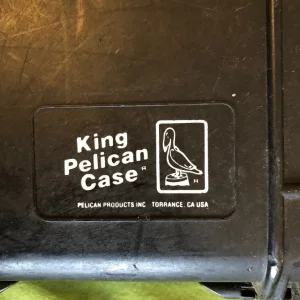 King
Pelican
Case
PELICAN PRODUCTS INC TORRANCE, CA USA